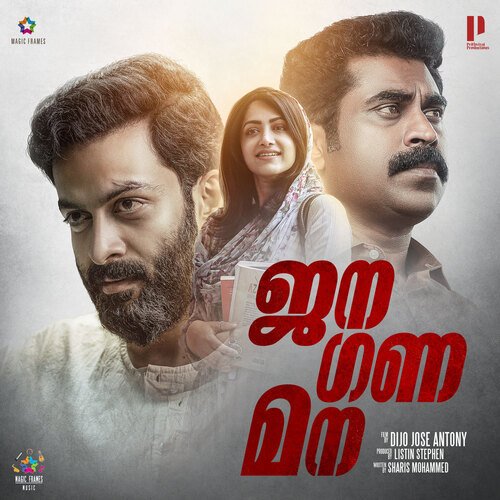 MAGIC FRAMES
P
Prithviraj
Productions
ജന
ഗണ
മന
FILM BY DIJO JOSE ANTONY
PRODUCED BY LISTIN STEPHEN
WRITTEN BY SHARIS MOHAMMED
MAGIC FRAMES
MUSIC